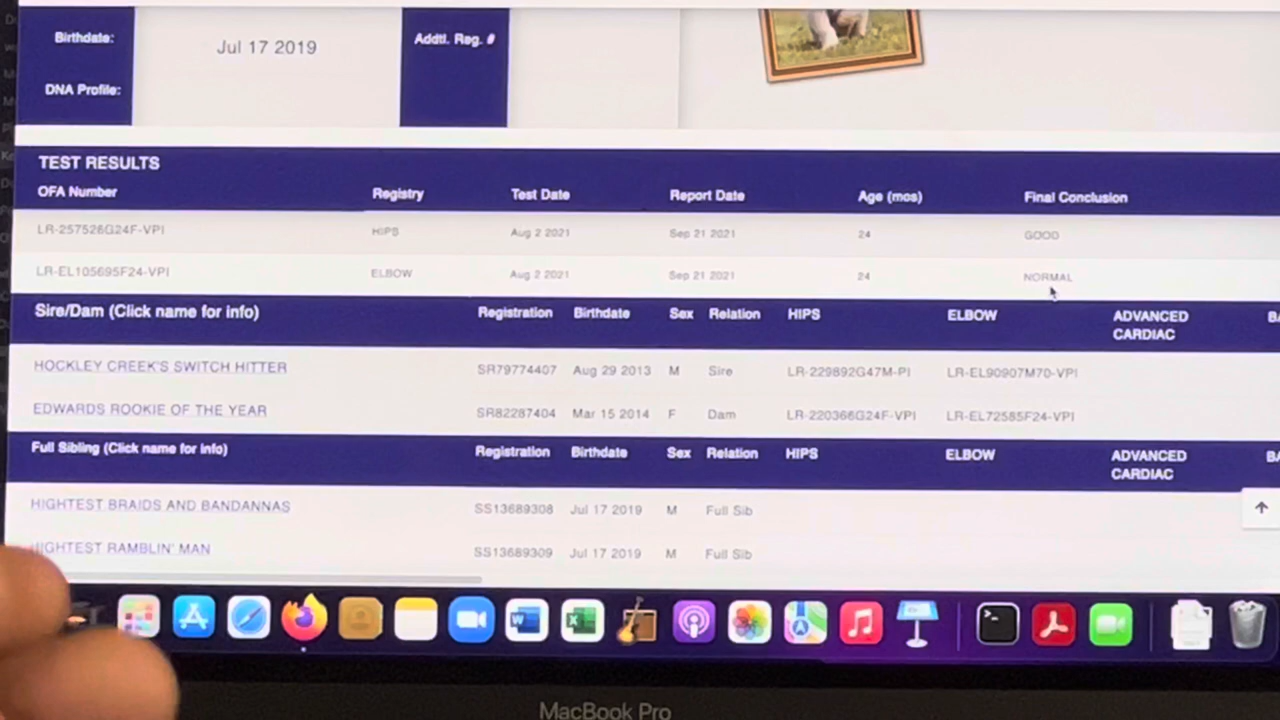 Birthdate: Jul 17 2019 Addtl. Reg. #
DNA Profile:
TEST RESULTS
OFA Number Registry Test Date Report Date Age (mos) Final Conclusion
LR-257526G24F-VPI HIPS Aug 2 2021 Sep 21 2021 24 GOOD
LR-EL105695F24-VPI ELBOW Aug 2 2021 Sep 21 2021 24 NORMAL
Sire/Dam (Click name for info) Registration Birthdate Sex Relation HIPS ELBOW ADVANCED CARDIAC BA
HOCKLEY CREEK'S SWITCH HITTER SR79774407 Aug 29 2013 M Sire LR-229892G47M-PI LR-EL90907M70-VPI
EDWARDS ROOKIE OF THE YEAR SR82287404 Mar 15 2014 F Dam LR-220366G24F-VPI LR-EL72585F24-VPI
Full Sibling (Click name for info) Registration Birthdate Sex Relation HIPS ELBOW ADVANCED CARDIAC BA
HIGHTEST BRAIDS AND BANDANNAS SS13689308 Jul 17 2019 M Full Sib
HIGHTEST RAMBLIN' MAN SS13689309 Jul 17 2019 M Full Sib
MacBook Pro